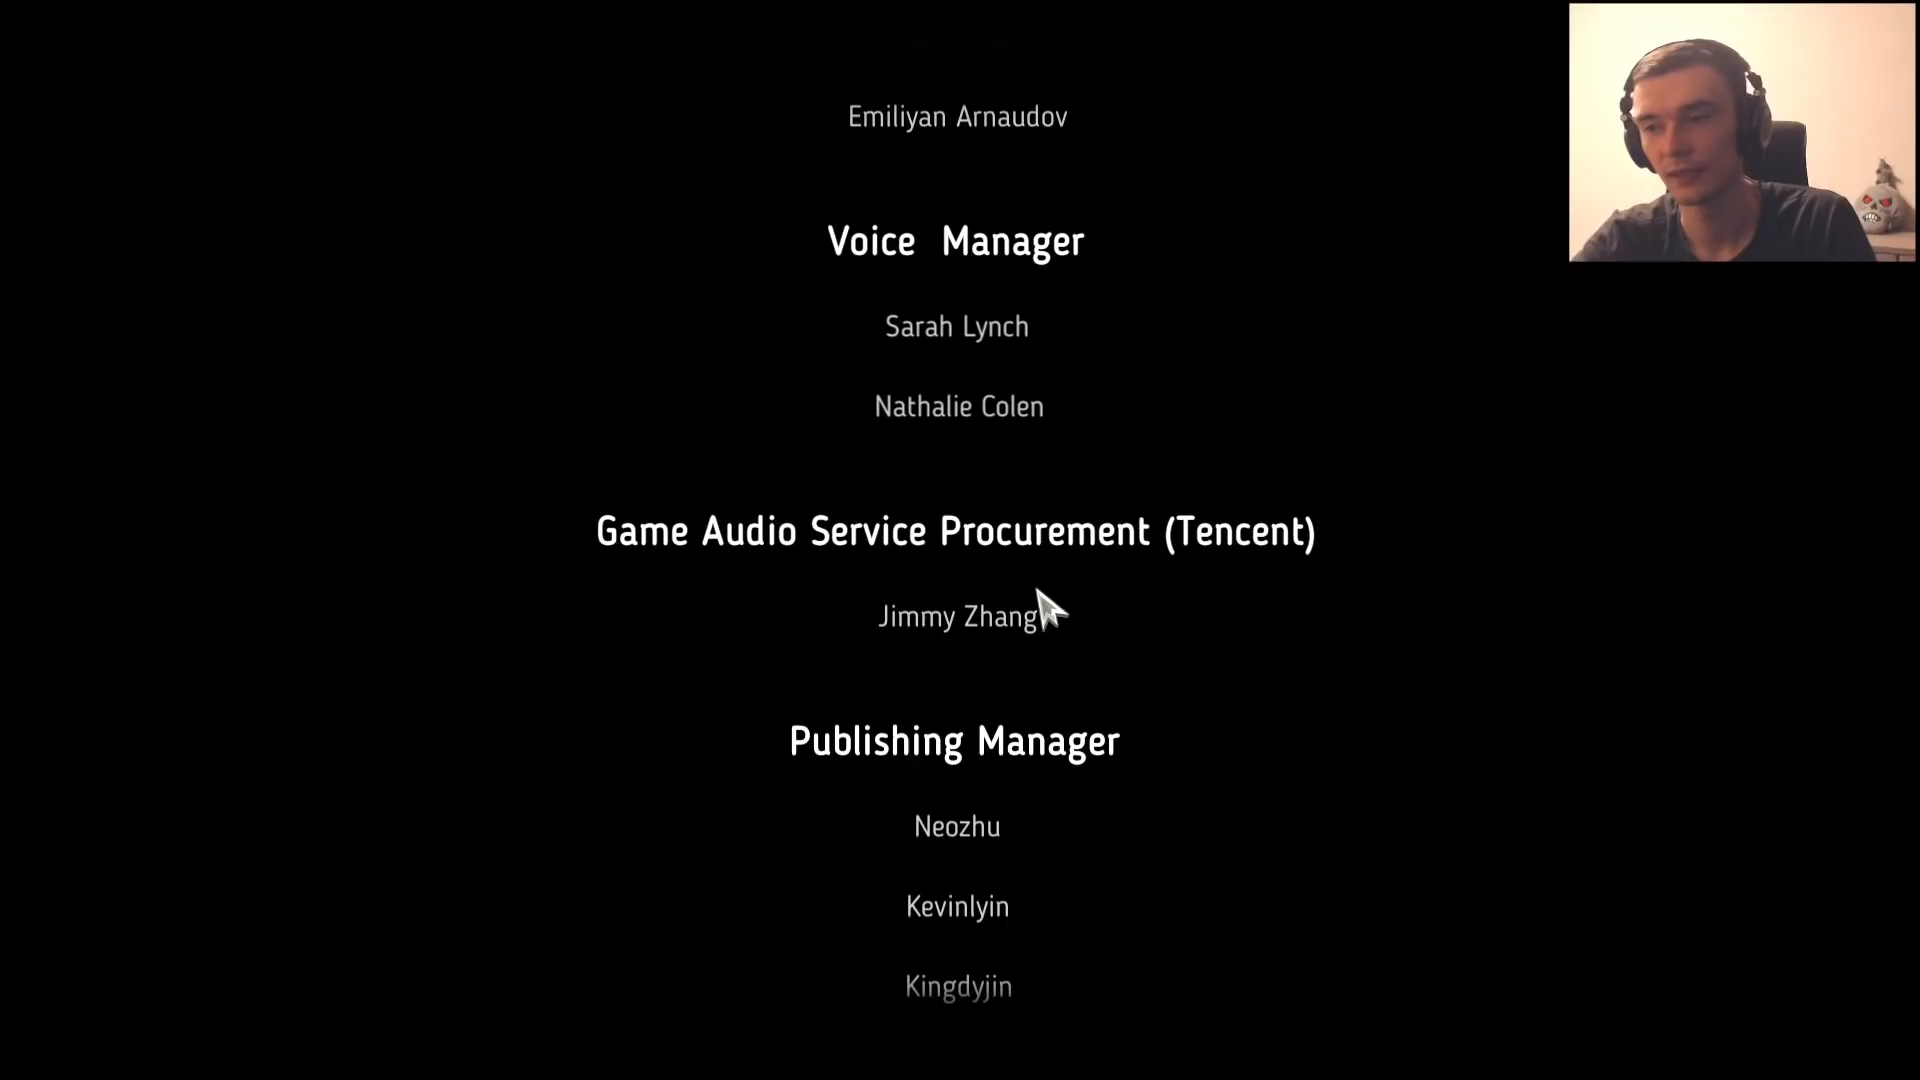 Emiliyan Arnaudov
Voice Manager
Sarah Lynch
Nathalie Colen
Game Audio Service Procurement (Tencent)
Jimmy Zhang
Publishing Manager
Neozhu
Kevinlyin
Kingdyjin